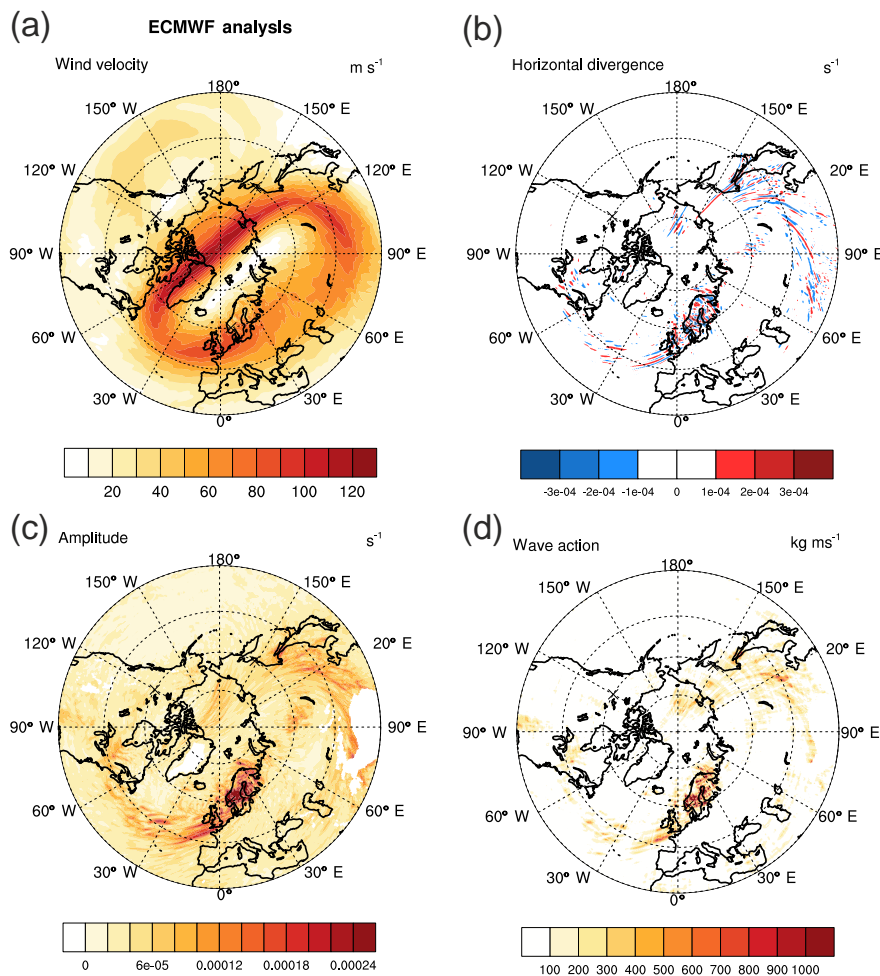 (a)
ECMWF analysis
Wind velocity
m s⁻¹
180°
150° W
150° E
120° W
120° E
90° W
90° E
60° W
60° E
30° W
30° E
0°
20 40 60 80 100 120
(b)
Horizontal divergence
s⁻¹
180°
150° W
150° E
120° W
20° E
90° W
90° E
60° W
60° E
30° W
30° E
0°
-3e-04 -2e-04 -1e-04 0 1e-04 2e-04 3e-04
(c)
Amplitude
s⁻¹
180°
150° W
150° E
120° W
20° E
90° W
90° E
60° W
60° E
30° W
30° E
0°
0 6e-05 0.00012 0.00018 0.00024
(d)
Wave action
kg ms⁻¹
180°
150° W
150° E
120° W
20° E
90° W
90° E
60° W
60° E
30° W
30° E
0°
100 200 300 400 500 600 700 800 900 1000